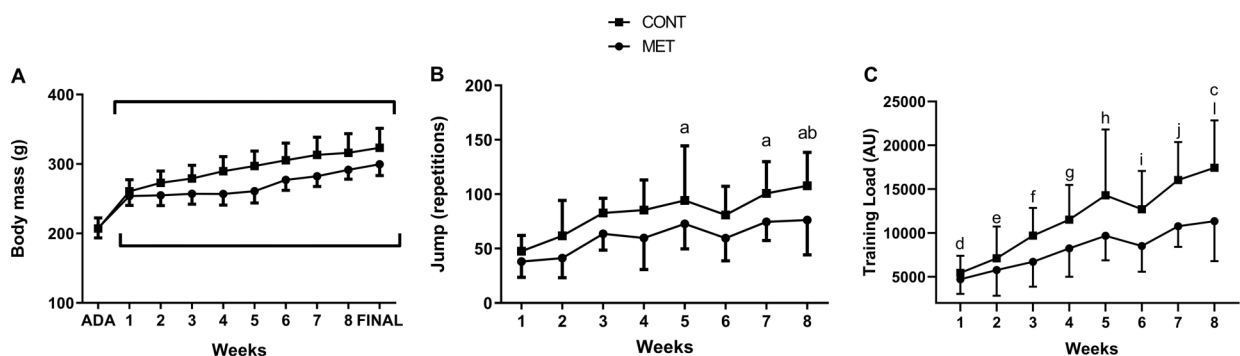 CONT
MET
A
Body mass (g)
400
300
200
100
ADA 1 2 3 4 5 6 7 8 FINAL
Weeks
B
Jump (repetitions)
200
150
100
50
0
a a ab
1 2 3 4 5 6 7 8
Weeks
C
Training Load (AU)
25000
20000
15000
10000
5000
c
h l
j
i
g
f
e
d
1 2 3 4 5 6 7 8
Weeks